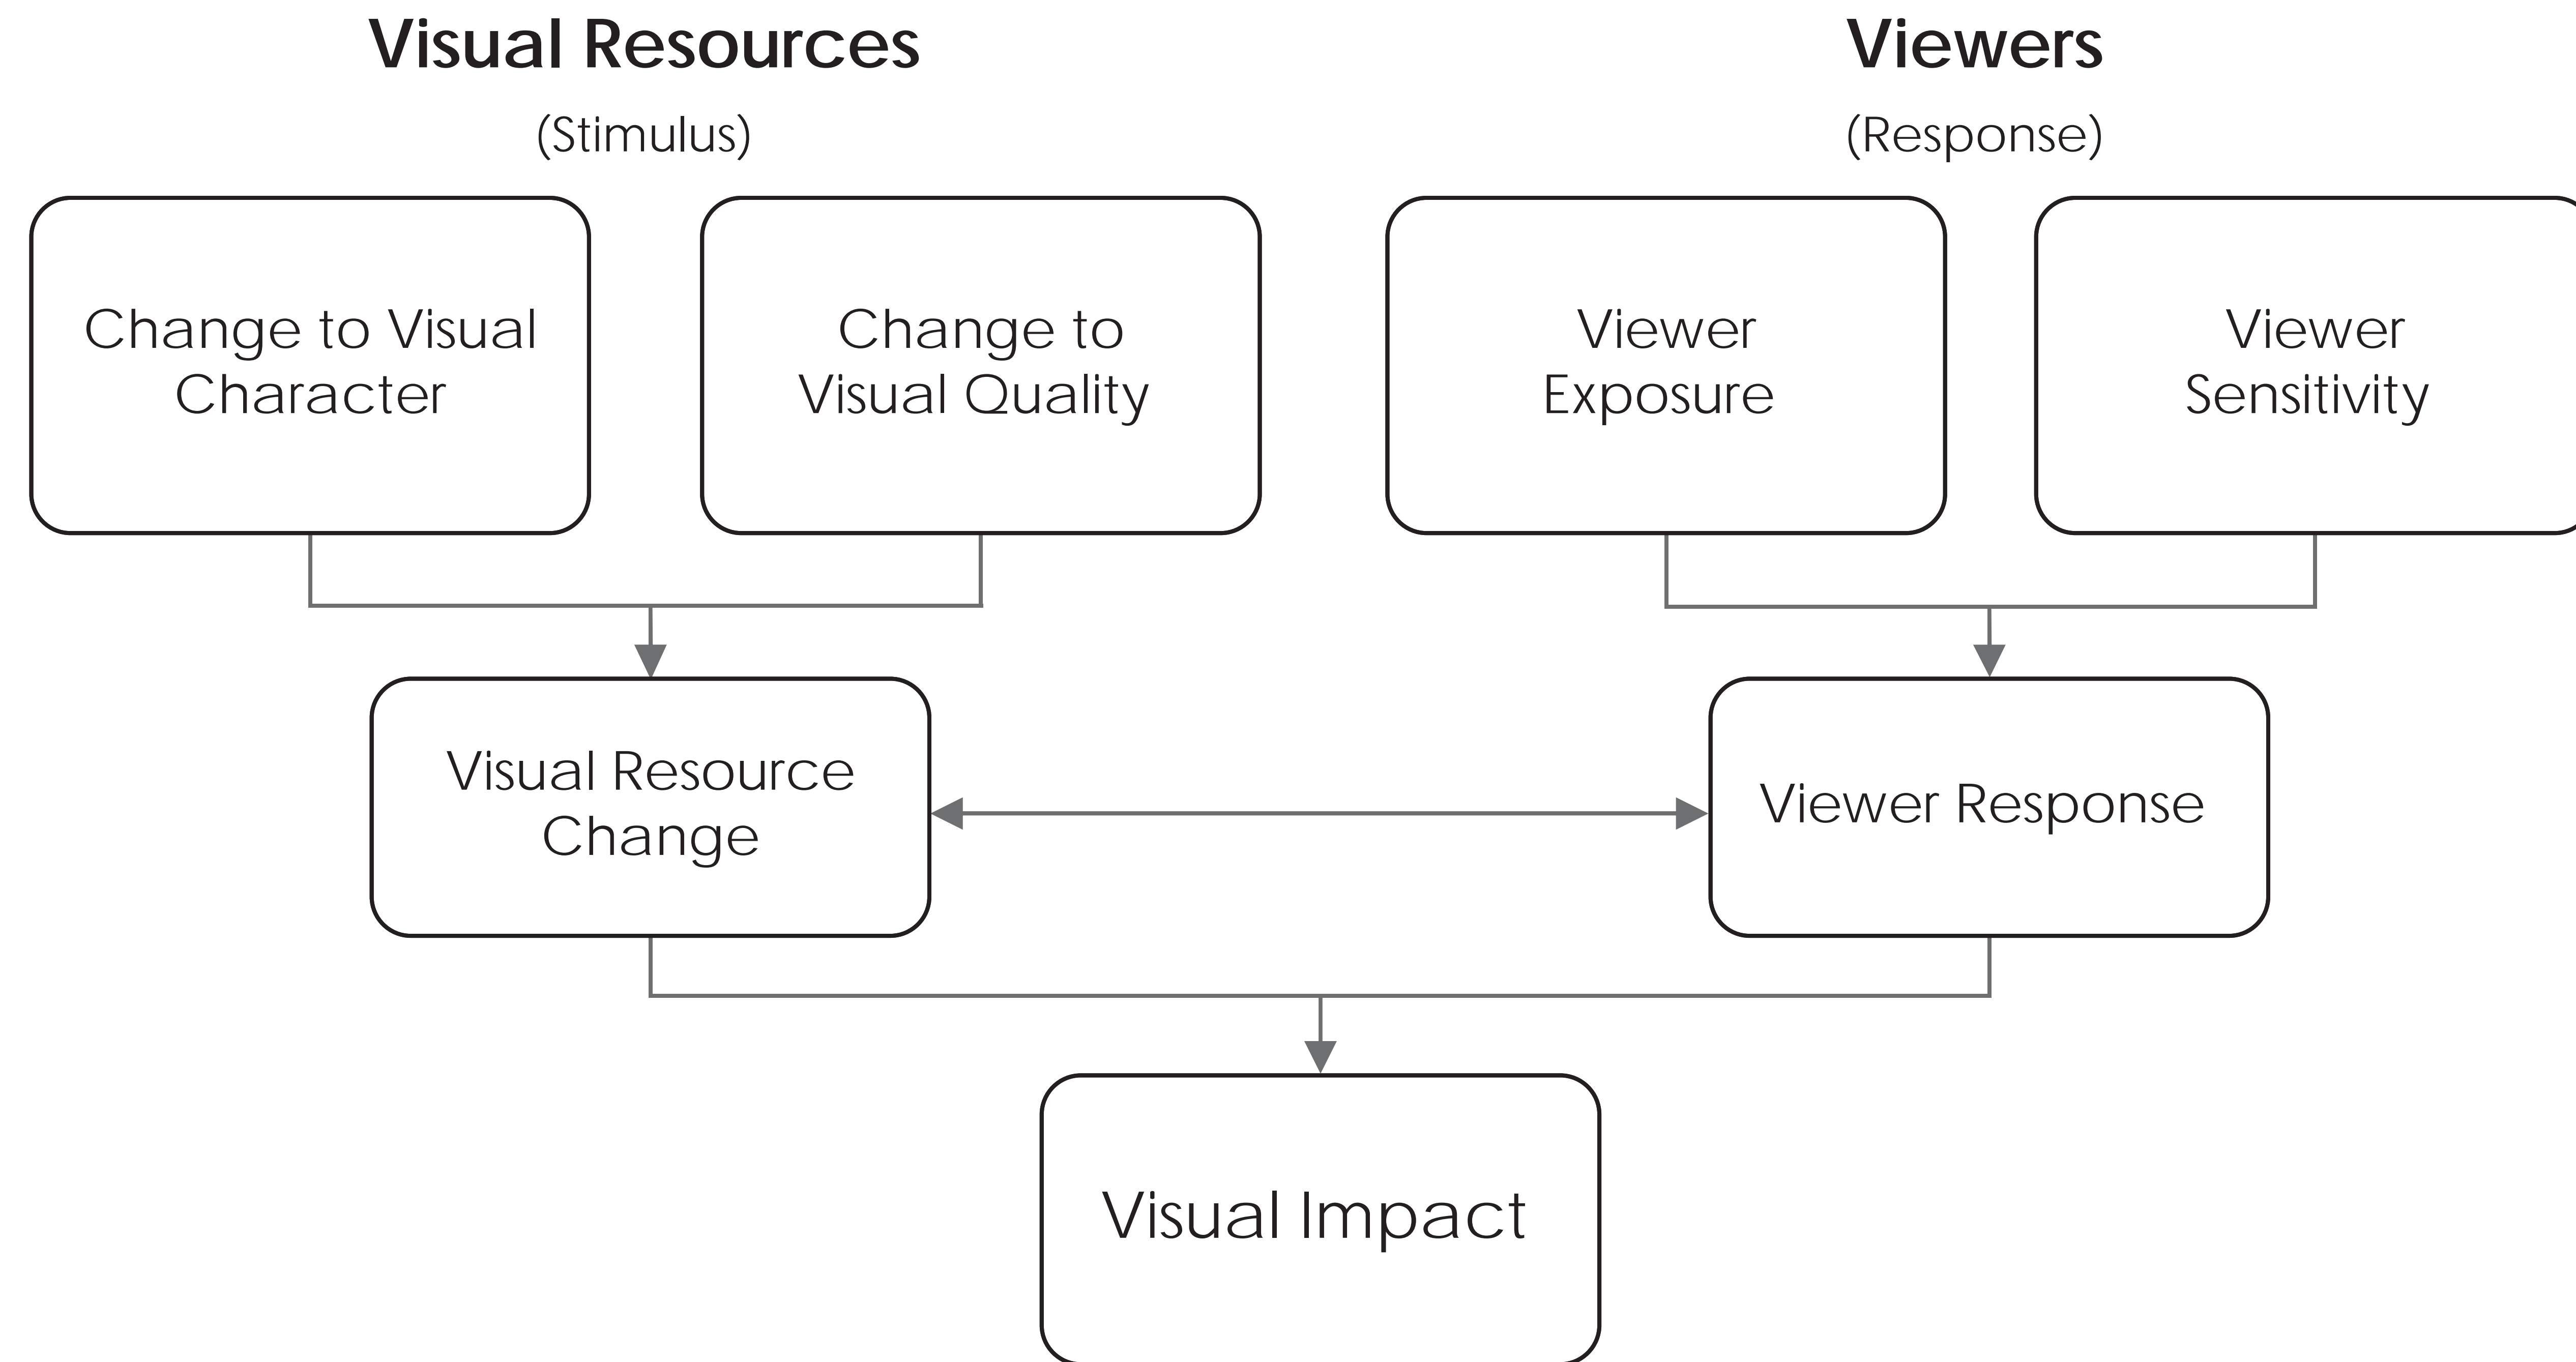 Visual Resources
(Stimulus)
Viewers
(Response)
Change to Visual
Character
Change to
Visual Quality
Viewer
Exposure
Viewer
Sensitivity
Visual Resource
Change
Viewer Response
Visual Impact